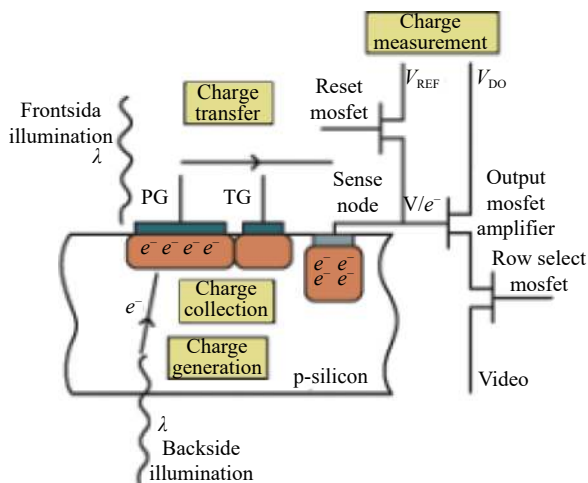 Charge
measurement
V_REF
V_DO
Reset
mosfet
Charge
transfer
Frontsida
illumination
λ
PG
TG
Sense
node
V/e⁻
Output
mosfet
amplifier
Row select
mosfet
e⁻ e⁻ e⁻ e⁻
e⁻ e⁻
e⁻ e⁻
e⁻
Charge
collection
Charge
generation
p-silicon
Video
λ
Backside
illumination